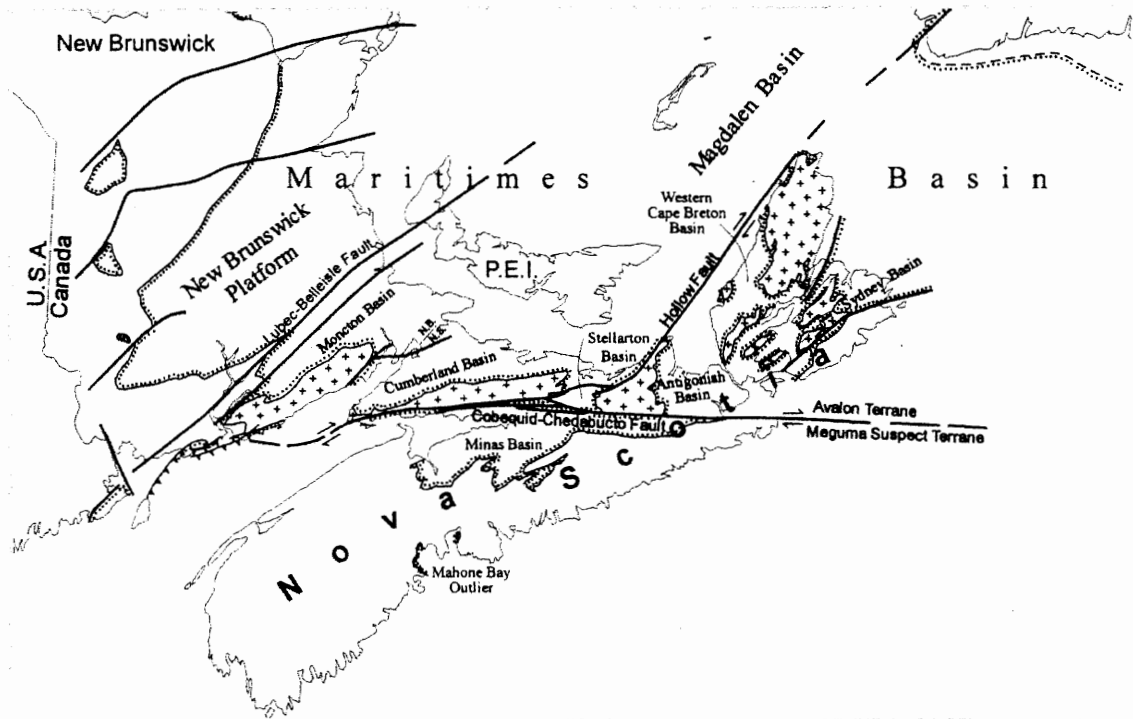 New Brunswick
Magdalen Basin
Maritimes Basin
Western
Cape Breton
Basin
U.S.A.
Canada
New Brunswick
Platform
P.E.I.
Hollow Fault
Sydney Basin
Lubec-Belleisle Fault
Moncton Basin
N.B.
N.S.
Stellarton
Basin
Cumberland Basin
Antigonish
Basin
Cobequid-Chedabucto Fault
Avalon Terrane
Meguma Suspect Terrane
Minas Basin
Nova Scotia
Mahone Bay
Outlier